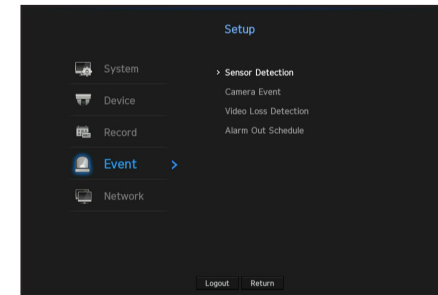 Setup
System
Device
Record
Event >
Network
> Sensor Detection
Camera Event
Video Loss Detection
Alarm Out Schedule
Logout Return